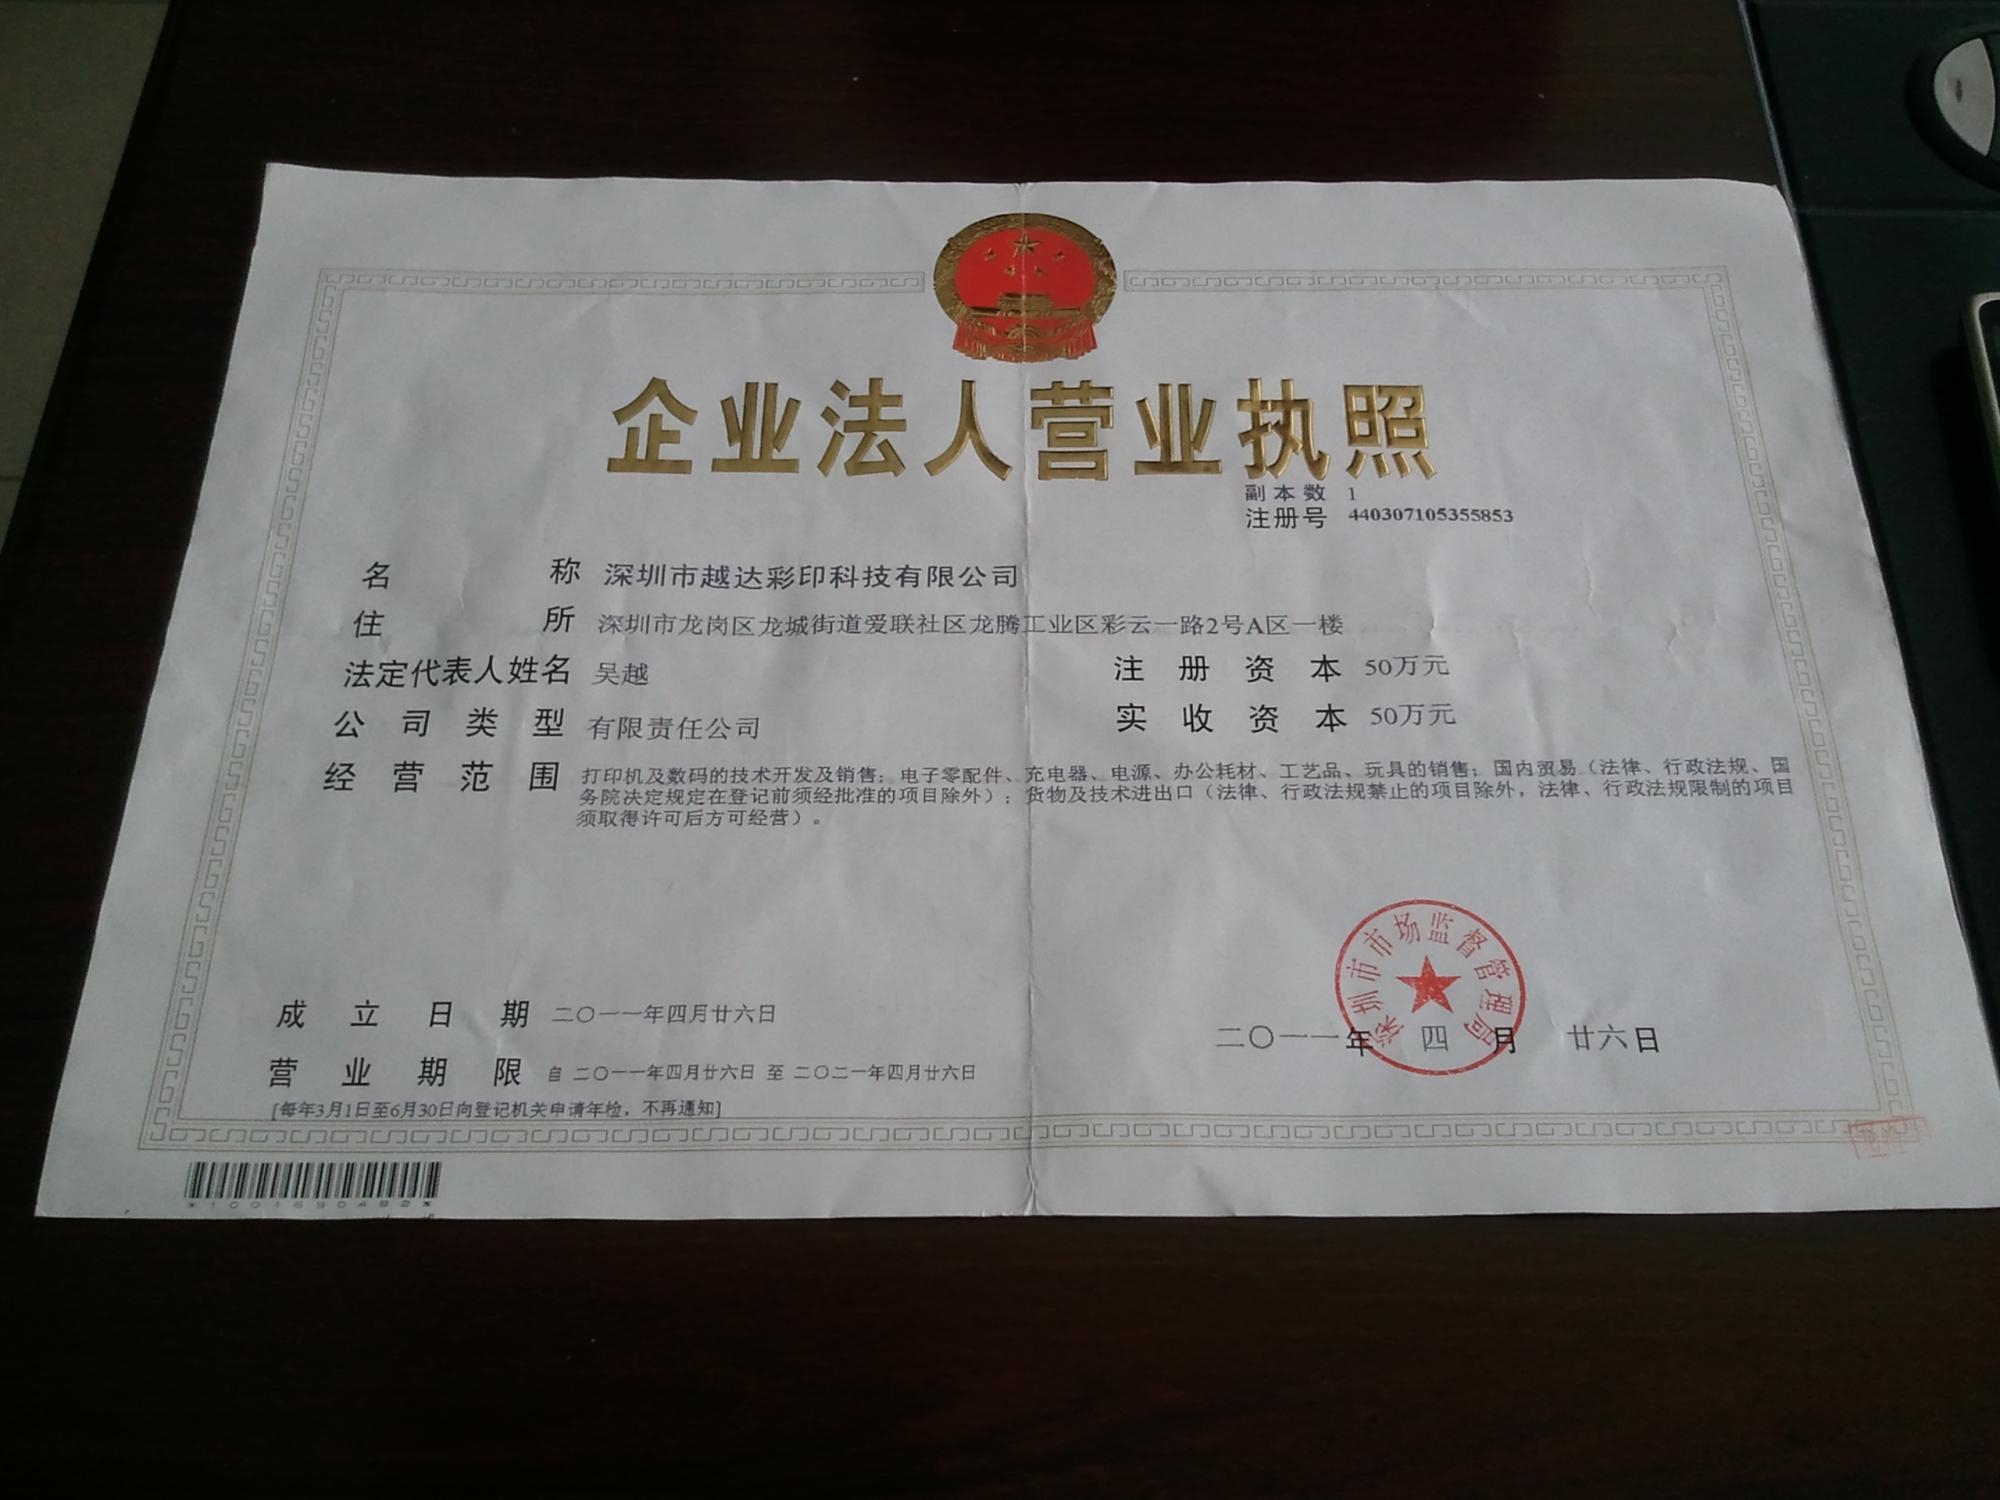 企业法人营业执照
副本数 1
注册号 440307105355853
名称 深圳市越达彩印科技有限公司
住所 深圳市龙岗区龙城街道爱联社区龙腾工业区彩云一路2号A区一楼
法定代表人姓名 吴越 注册资本 50万元
公司类型 有限责任公司 实收资本 50万元
经营范围 打印机及数码的技术开发及销售；电子零配件、充电器、电源、办公耗材、工艺品、玩具的销售；国内贸易（法律、行政法规、国
务院决定规定在登记前须经批准的项目除外）；货物及技术进出口（法律、行政法规禁止的项目除外，法律、行政法规限制的项目
须取得许可后方可经营）。
深圳市市场监督管理局
成立日期 二〇一一年四月廿六日
二〇一一年 四 月 廿六日
营业期限 自 二〇一一年四月廿六日 至 二〇二一年四月廿六日
[每年3月1日至6月30日向登记机关申请年检，不再通知]